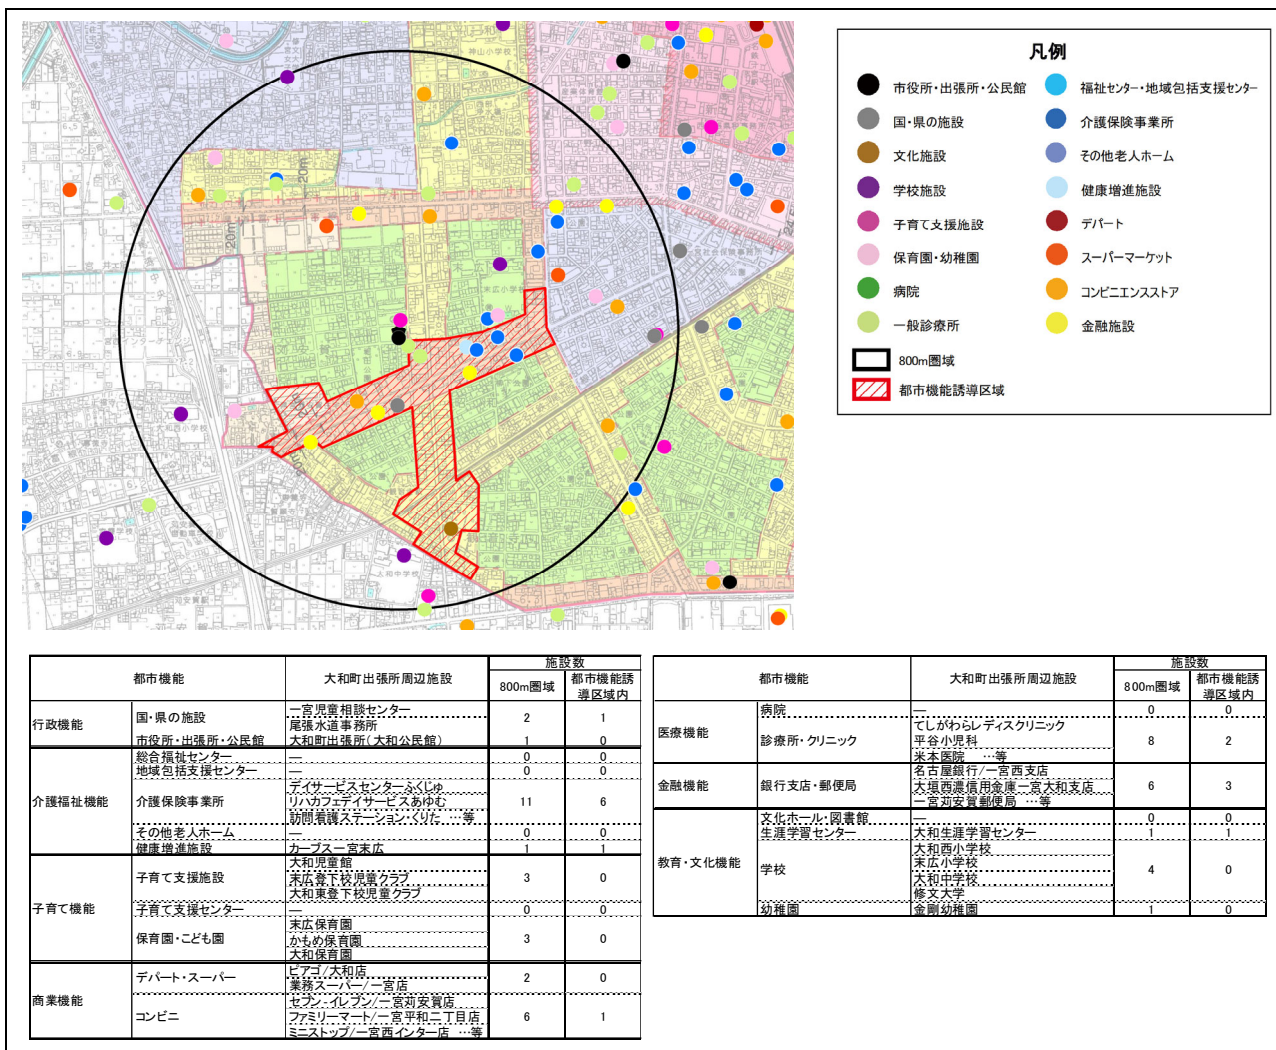 凡例
市役所・出張所・公民館
国・県の施設
文化施設
学校施設
子育て支援施設
保育園・幼稚園
病院
一般診療所
福祉センター・地域包括支援センター
介護保険事業所
その他老人ホーム
健康増進施設
デパート
スーパーマーケット
コンビニエンスストア
金融施設
800m圏域
都市機能誘導区域
神山小学校
末広小学校
大和西小学校
大和中学校
20m
20m
都市機能 大和町出張所周辺施設 施設数
800m圏域 都市機能誘導区域内
行政機能 国・県の施設 一宮児童相談センター 2 1
尾張水道事務所
市役所・出張所・公民館 大和町出張所(大和公民館) 1 0
介護福祉機能 総合福祉センター ― 0 0
地域包括支援センター ― 0 0
介護保険事業所 デイサービスセンターふくじゅ 11 6
リハカフェデイサービスあゆむ
訪問看護ステーション・くりた …等
その他老人ホーム ― 0 0
健康増進施設 カーブス一宮末広 1 1
子育て機能 子育て支援施設 大和児童館 3 0
末広登下校児童クラブ
大和東登下校児童クラブ
子育て支援センター ― 0 0
保育園・こども園 末広保育園 3 0
かもめ保育園
大和保育園
商業機能 デパート・スーパー ピアゴ/大和店 2 0
業務スーパー/一宮店
コンビニ セブン-イレブン/一宮苅安賀店 6 1
ファミリーマート/一宮平和二丁目店
ミニストップ/一宮西インター店 …等
都市機能 大和町出張所周辺施設 施設数
800m圏域 都市機能誘導区域内
医療機能 病院 ― 0 0
診療所・クリニック てしがわらレディスクリニック 8 2
平谷小児科
米本医院 …等
金融機能 銀行支店・郵便局 名古屋銀行/一宮西支店 6 3
大垣西濃信用金庫一宮大和支店
一宮苅安賀郵便局 …等
教育・文化機能 文化ホール・図書館 ― 0 0
生涯学習センター 大和生涯学習センター 1 1
学校 大和西小学校 4 0
末広小学校
大和中学校
修文大学
幼稚園 金剛幼稚園 1 0